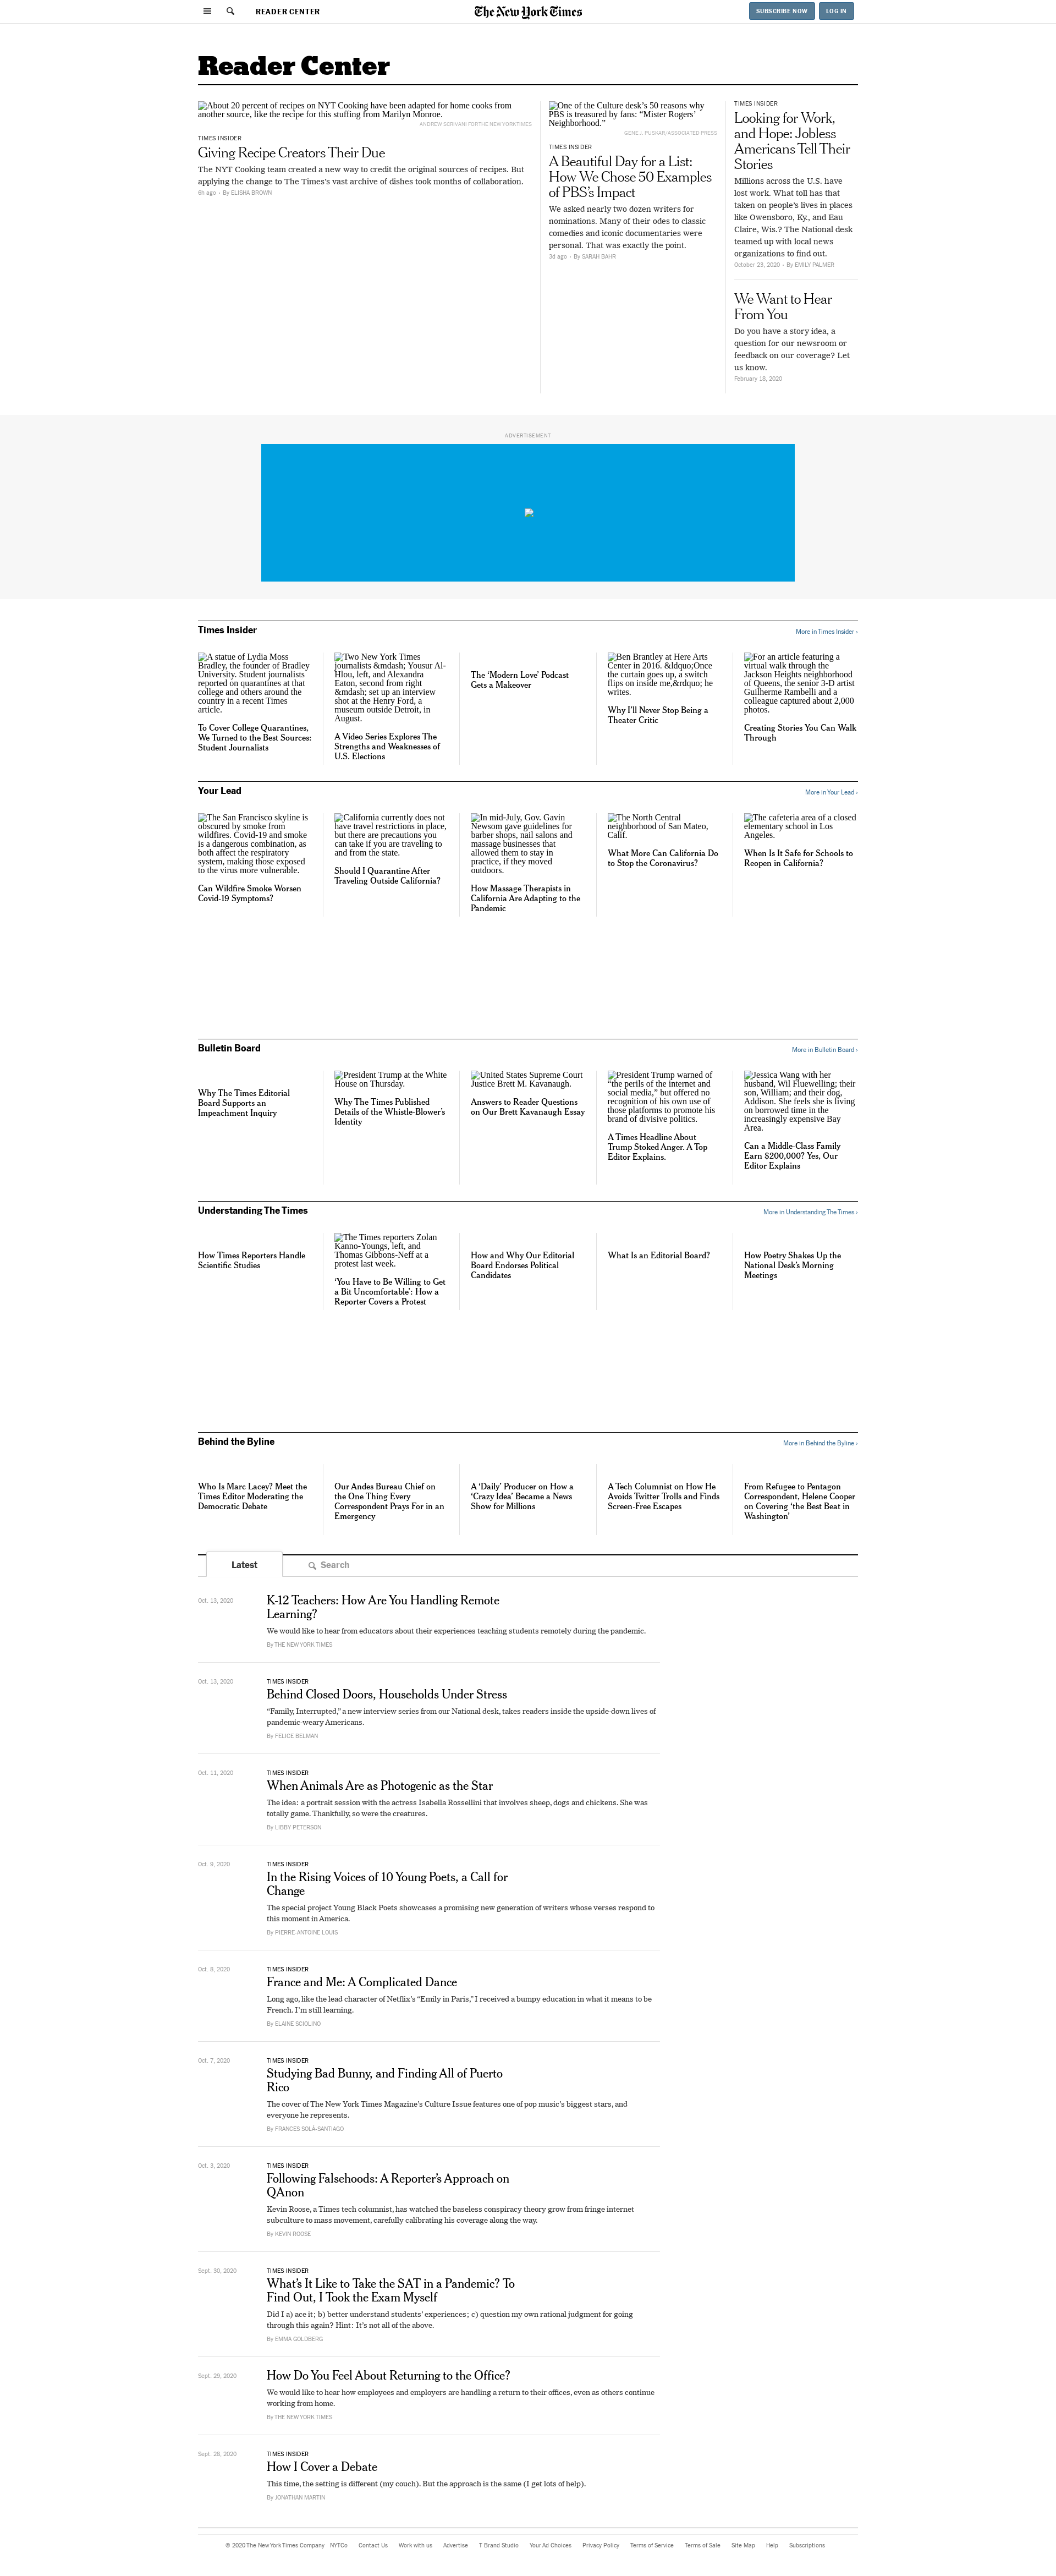 READER CENTER
The New York Times
SUBSCRIBE NOW
LOG IN
Reader Center
About 20 percent of recipes on NYT Cooking have been adapted for home cooks from
another source, like the recipe for this stuffing from Marilyn Monroe.
ANDREW SCRIVANI FOR THE NEW YORK TIMES
TIMES INSIDER
Giving Recipe Creators Their Due
The NYT Cooking team created a new way to credit the original sources of recipes. But
applying the change to The Times’s vast archive of dishes took months of collaboration.
6h ago · By ELISHA BROWN
One of the Culture desk’s 50 reasons why
PBS is treasured by fans: “Mister Rogers’
Neighborhood.”
GENE J. PUSKAR/ASSOCIATED PRESS
TIMES INSIDER
A Beautiful Day for a List:
How We Chose 50 Examples
of PBS’s Impact
We asked nearly two dozen writers for
nominations. Many of their odes to classic
comedies and iconic documentaries were
personal. That was exactly the point.
3d ago · By SARAH BAHR
TIMES INSIDER
Looking for Work,
and Hope: Jobless
Americans Tell Their
Stories
Millions across the U.S. have
lost work. What toll has that
taken on people’s lives in places
like Owensboro, Ky., and Eau
Claire, Wis.? The National desk
teamed up with local news
organizations to find out.
October 23, 2020 · By EMILY PALMER
We Want to Hear
From You
Do you have a story idea, a
question for our newsroom or
feedback on our coverage? Let
us know.
February 18, 2020
ADVERTISEMENT
Times Insider
More in Times Insider ›
A statue of Lydia Moss
Bradley, the founder of Bradley
University. Student journalists
reported on quarantines at that
college and others around the
country in a recent Times
article.
To Cover College Quarantines,
We Turned to the Best Sources:
Student Journalists
Two New York Times
journalists &mdash; Yousur Al-
Hlou, left, and Alexandra
Eaton, second from right
&mdash; set up an interview
shot at the Henry Ford, a
museum outside Detroit, in
August.
A Video Series Explores The
Strengths and Weaknesses of
U.S. Elections
The ‘Modern Love’ Podcast
Gets a Makeover
Ben Brantley at Here Arts
Center in 2016. &ldquo;Once
the curtain goes up, a switch
flips on inside me,&rdquo; he
writes.
Why I’ll Never Stop Being a
Theater Critic
For an article featuring a
virtual walk through the
Jackson Heights neighborhood
of Queens, the senior 3-D artist
Guilherme Rambelli and a
colleague captured about 2,000
photos.
Creating Stories You Can Walk
Through
Your Lead
More in Your Lead ›
The San Francisco skyline is
obscured by smoke from
wildfires. Covid-19 and smoke
is a dangerous combination, as
both affect the respiratory
system, making those exposed
to the virus more vulnerable.
Can Wildfire Smoke Worsen
Covid-19 Symptoms?
California currently does not
have travel restrictions in place,
but there are precautions you
can take if you are traveling to
and from the state.
Should I Quarantine After
Traveling Outside California?
In mid-July, Gov. Gavin
Newsom gave guidelines for
barber shops, nail salons and
massage businesses that
allowed them to stay in
practice, if they moved
outdoors.
How Massage Therapists in
California Are Adapting to the
Pandemic
The North Central
neighborhood of San Mateo,
Calif.
What More Can California Do
to Stop the Coronavirus?
The cafeteria area of a closed
elementary school in Los
Angeles.
When Is It Safe for Schools to
Reopen in California?
Bulletin Board
More in Bulletin Board ›
Why The Times Editorial
Board Supports an
Impeachment Inquiry
President Trump at the White
House on Thursday.
Why The Times Published
Details of the Whistle-Blower’s
Identity
United States Supreme Court
Justice Brett M. Kavanaugh.
Answers to Reader Questions
on Our Brett Kavanaugh Essay
President Trump warned of
“the perils of the internet and
social media,” but offered no
recognition of his own use of
those platforms to promote his
brand of divisive politics.
A Times Headline About
Trump Stoked Anger. A Top
Editor Explains.
Jessica Wang with her
husband, Wil Fluewelling; their
son, William; and their dog,
Addison. She feels she is living
on borrowed time in the
increasingly expensive Bay
Area.
Can a Middle-Class Family
Earn $200,000? Yes, Our
Editor Explains
Understanding The Times
More in Understanding The Times ›
How Times Reporters Handle
Scientific Studies
The Times reporters Zolan
Kanno-Youngs, left, and
Thomas Gibbons-Neff at a
protest last week.
‘You Have to Be Willing to Get
a Bit Uncomfortable’: How a
Reporter Covers a Protest
How and Why Our Editorial
Board Endorses Political
Candidates
What Is an Editorial Board?
How Poetry Shakes Up the
National Desk’s Morning
Meetings
Behind the Byline
More in Behind the Byline ›
Who Is Marc Lacey? Meet the
Times Editor Moderating the
Democratic Debate
Our Andes Bureau Chief on
the One Thing Every
Correspondent Prays For in an
Emergency
A ‘Daily’ Producer on How a
‘Crazy Idea’ Became a News
Show for Millions
A Tech Columnist on How He
Avoids Twitter Trolls and Finds
Screen-Free Escapes
From Refugee to Pentagon
Correspondent, Helene Cooper
on Covering ‘the Best Beat in
Washington’
Latest
Search
Oct. 13, 2020
K-12 Teachers: How Are You Handling Remote
Learning?
We would like to hear from educators about their experiences teaching students remotely during the pandemic.
By THE NEW YORK TIMES
Oct. 13, 2020
TIMES INSIDER
Behind Closed Doors, Households Under Stress
“Family, Interrupted,” a new interview series from our National desk, takes readers inside the upside-down lives of
pandemic-weary Americans.
By FELICE BELMAN
Oct. 11, 2020
TIMES INSIDER
When Animals Are as Photogenic as the Star
The idea: a portrait session with the actress Isabella Rossellini that involves sheep, dogs and chickens. She was
totally game. Thankfully, so were the creatures.
By LIBBY PETERSON
Oct. 9, 2020
TIMES INSIDER
In the Rising Voices of 10 Young Poets, a Call for
Change
The special project Young Black Poets showcases a promising new generation of writers whose verses respond to
this moment in America.
By PIERRE-ANTOINE LOUIS
Oct. 8, 2020
TIMES INSIDER
France and Me: A Complicated Dance
Long ago, like the lead character of Netflix’s “Emily in Paris,” I received a bumpy education in what it means to be
French. I’m still learning.
By ELAINE SCIOLINO
Oct. 7, 2020
TIMES INSIDER
Studying Bad Bunny, and Finding All of Puerto
Rico
The cover of The New York Times Magazine’s Culture Issue features one of pop music’s biggest stars, and
everyone he represents.
By FRANCES SOLÁ-SANTIAGO
Oct. 3, 2020
TIMES INSIDER
Following Falsehoods: A Reporter’s Approach on
QAnon
Kevin Roose, a Times tech columnist, has watched the baseless conspiracy theory grow from fringe internet
subculture to mass movement, carefully calibrating his coverage along the way.
By KEVIN ROOSE
Sept. 30, 2020
TIMES INSIDER
What’s It Like to Take the SAT in a Pandemic? To
Find Out, I Took the Exam Myself
Did I a) ace it; b) better understand students’ experiences; c) question my own rational judgment for going
through this again? Hint: It’s not all of the above.
By EMMA GOLDBERG
Sept. 29, 2020
How Do You Feel About Returning to the Office?
We would like to hear how employees and employers are handling a return to their offices, even as others continue
working from home.
By THE NEW YORK TIMES
Sept. 28, 2020
TIMES INSIDER
How I Cover a Debate
This time, the setting is different (my couch). But the approach is the same (I get lots of help).
By JONATHAN MARTIN
© 2020 The New York Times Company NYTCo Contact Us Work with us Advertise T Brand Studio Your Ad Choices Privacy Policy Terms of Service Terms of Sale Site Map Help Subscriptions